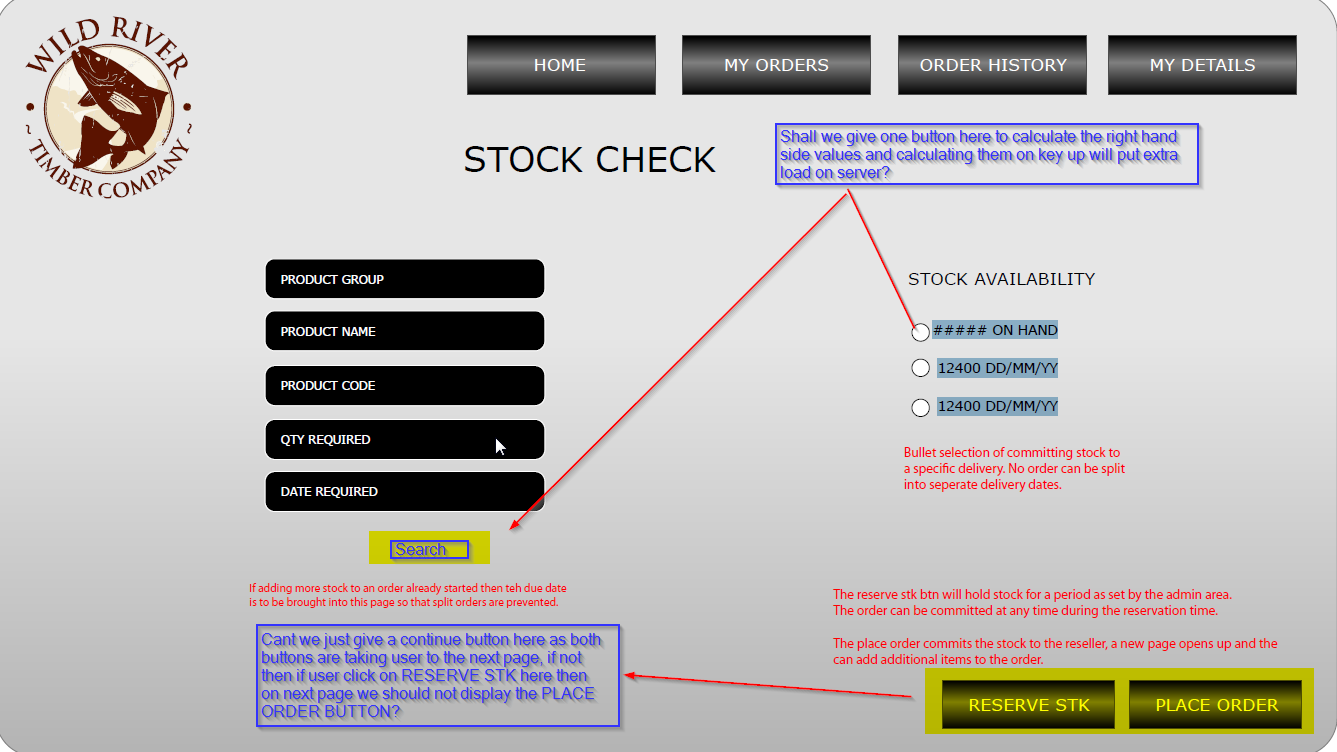 WILD RIVER
~ TIMBER COMPANY ~
HOME
MY ORDERS
ORDER HISTORY
MY DETAILS
STOCK CHECK
Shall we give one button here to calculate the right hand
side values and calculating them on key up will put extra
load on server?
PRODUCT GROUP
PRODUCT NAME
PRODUCT CODE
QTY REQUIRED
DATE REQUIRED
Search
If adding more stock to an order already started then teh due date
is to be brought into this page so that split orders are prevented.
Cant we just give a continue button here as both
buttons are taking user to the next page, if not
then if user click on RESERVE STK here then
on next page we should not display the PLACE
ORDER BUTTON?
STOCK AVAILABILITY
##### ON HAND
12400 DD/MM/YY
12400 DD/MM/YY
Bullet selection of committing stock to
a specific delivery. No order can be split
into seperate delivery dates.
The reserve stk btn will hold stock for a period as set by the admin area.
The order can be committed at any time during the reservation time.
The place order commits the stock to the reseller, a new page opens up and the
can add additional items to the order.
RESERVE STK
PLACE ORDER